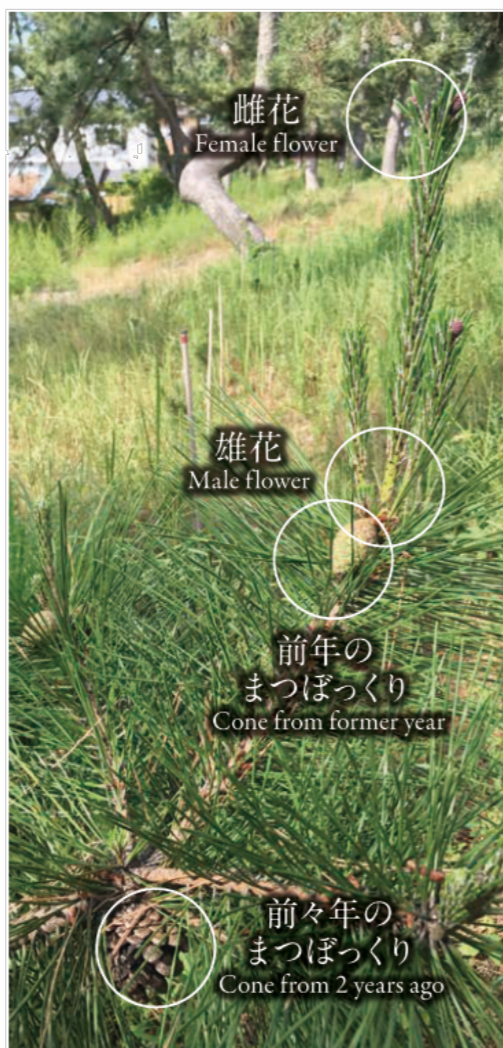 雌花
Female flower
雄花
Male flower
前年の
まつぼっくり
Cone from former year
前々年の
まつぼっくり
Cone from 2 years ago